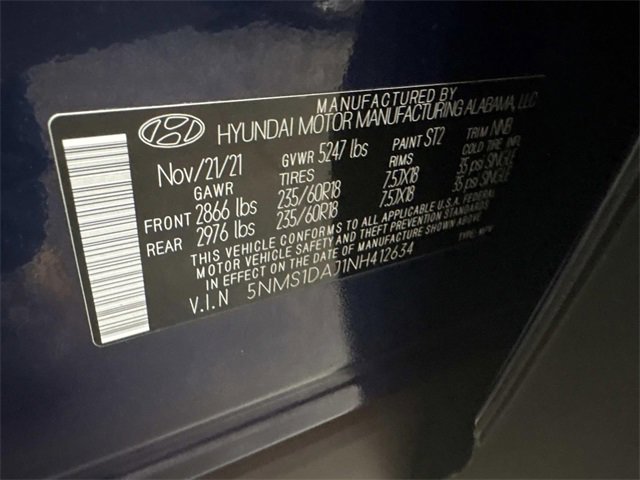 MANUFACTURED BY
HYUNDAI MOTOR MANUFACTURING ALABAMA, LLC
Nov/21/21 GVWR 5247 lbs PAINT ST2 TRIM NNB
GAWR TIRES RIMS COLD TIRE INF.
FRONT 2866 lbs 235/60R18 7.5JX18 35 psi SINGLE
REAR 2976 lbs 235/60R18 7.5JX18 35 psi SINGLE
THIS VEHICLE CONFORMS TO ALL APPLICABLE U.S.A. FEDERAL
MOTOR VEHICLE SAFETY AND THEFT PREVENTION STANDARDS
IN EFFECT ON THE DATE OF MANUFACTURE SHOWN ABOVE
V.I.N 5NMS1DAJ1NH412634 TYPE: MPV